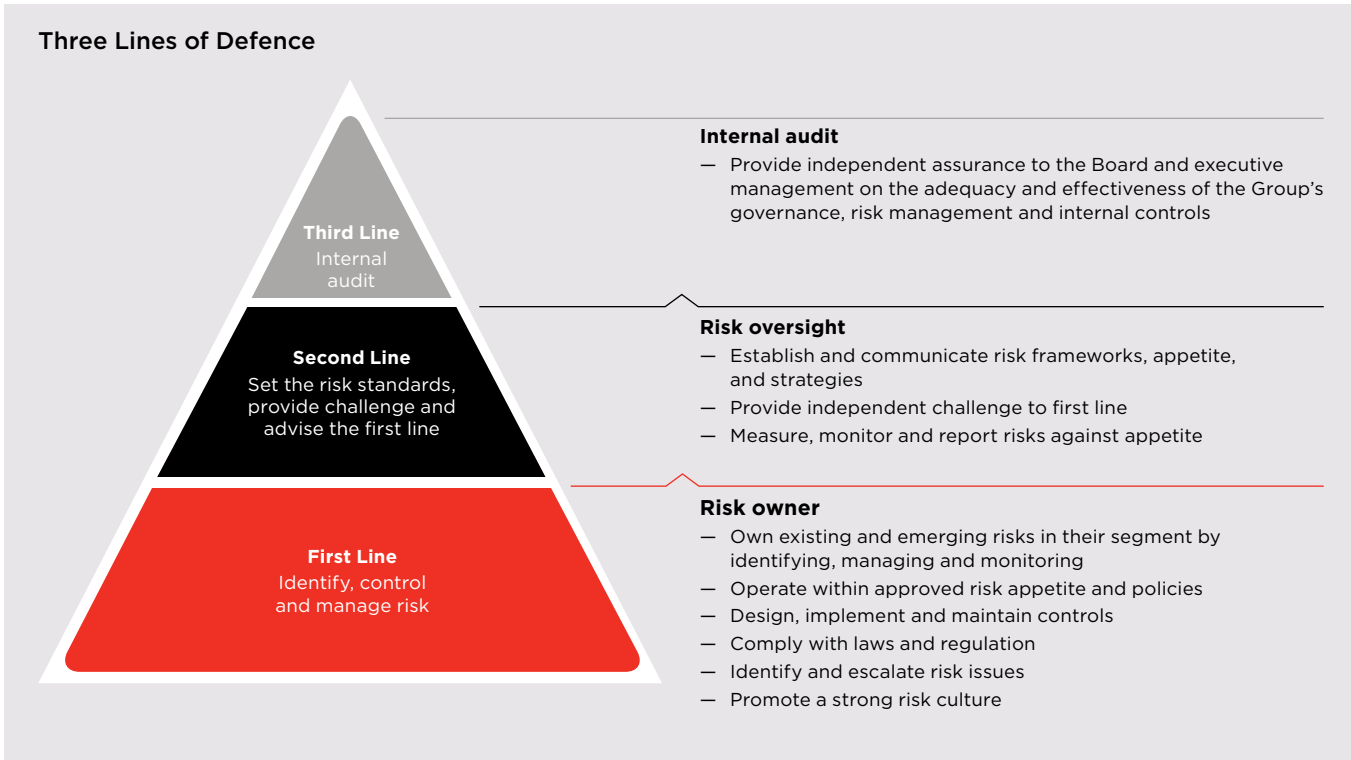 Three Lines of Defence
Third Line
Internal
audit
Internal audit
— Provide independent assurance to the Board and executive
management on the adequacy and effectiveness of the Group’s
governance, risk management and internal controls
Second Line
Set the risk standards,
provide challenge and
advise the first line
Risk oversight
— Establish and communicate risk frameworks, appetite,
and strategies
— Provide independent challenge to first line
— Measure, monitor and report risks against appetite
First Line
Identify, control
and manage risk
Risk owner
— Own existing and emerging risks in their segment by
identifying, managing and monitoring
— Operate within approved risk appetite and policies
— Design, implement and maintain controls
— Comply with laws and regulation
— Identify and escalate risk issues
— Promote a strong risk culture